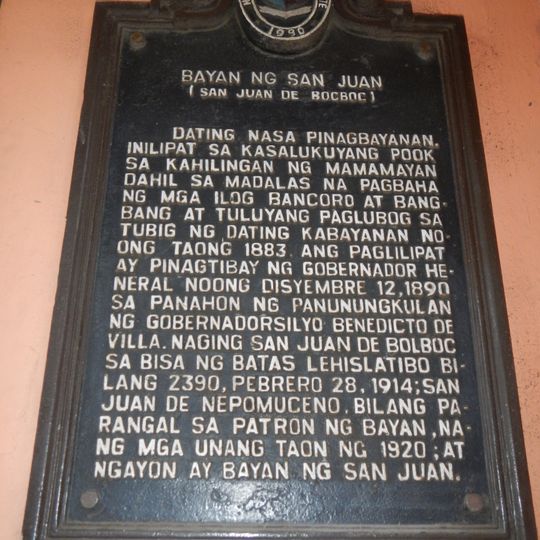 1990
BAYAN NG SAN JUAN
( SAN JUAN DE BOCBOC )
DATING NASA PINAGBAYANAN.
INILIPAT SA KASALUKUYANG POOK
SA KAHILINGAN NG MAMAMAYAN
DAHIL SA MADALAS NA PAGBAHA
NG MGA ILOG BANCORO AT BANG-
BANG AT TULUYANG PAGLUBOG SA
TUBIG NG DATING KABAYANAN NO-
ONG TAONG 1883. ANG PAGLILIPAT
AY PINAGTIBAY NG GOBERNADOR HE-
NERAL NOONG DISYEMBRE 12, 1890
SA PANAHON NG PANUNUNGKULAN
NG GOBERNADORSILYO BENEDICTO DE
VILLA. NAGING SAN JUAN DE BOLBOC
SA BISA NG BATAS LEHISLATIBO BI-
LANG 2390, PEBRERO 28, 1914; SAN
JUAN DE NEPOMUCENO, BILANG PA-
RANGAL SA PATRON NG BAYAN, NA-
NG MGA UNANG TAON NG 1920; AT
NGAYON AY BAYAN NG SAN JUAN.